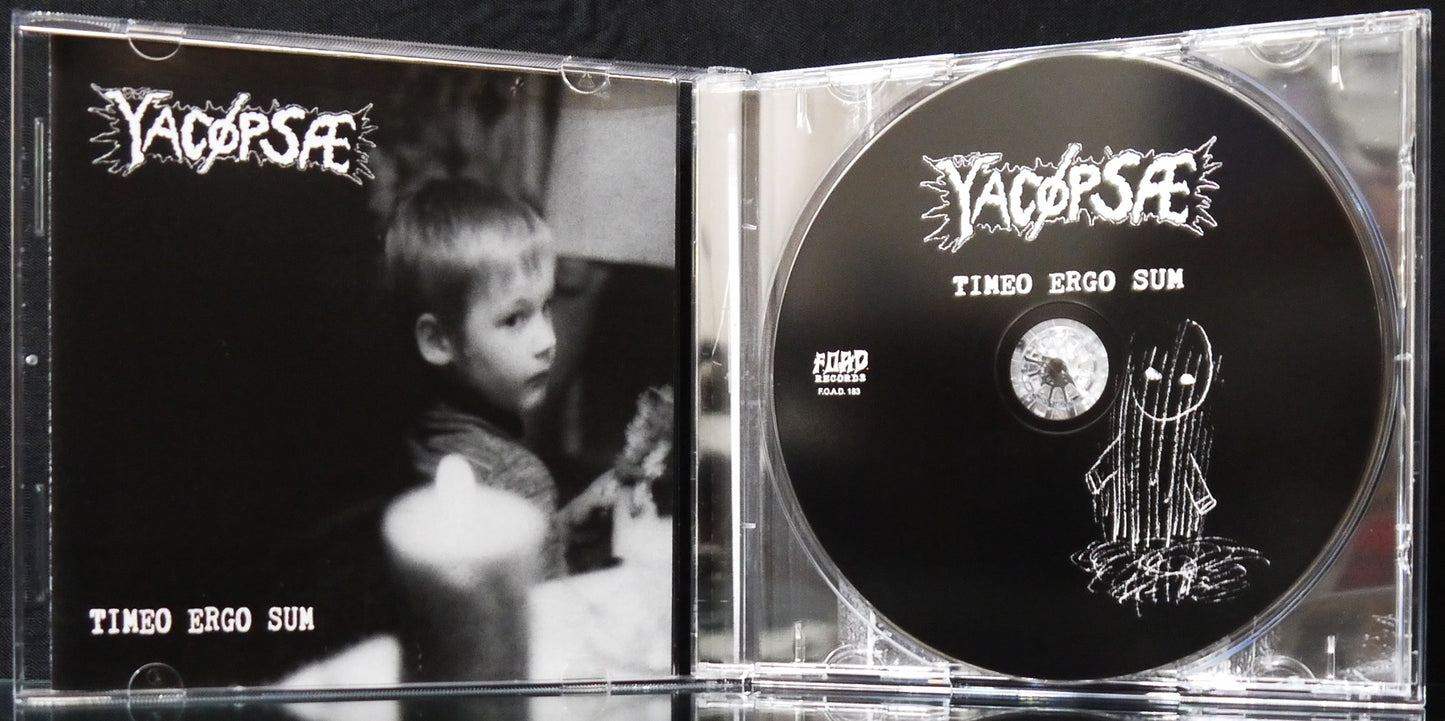 YACØPSÆ
TIMEO ERGO SUM
YACØPSÆ
TIMEO ERGO SUM
F.O.A.D.
RECORDS
F.O.A.D. 183